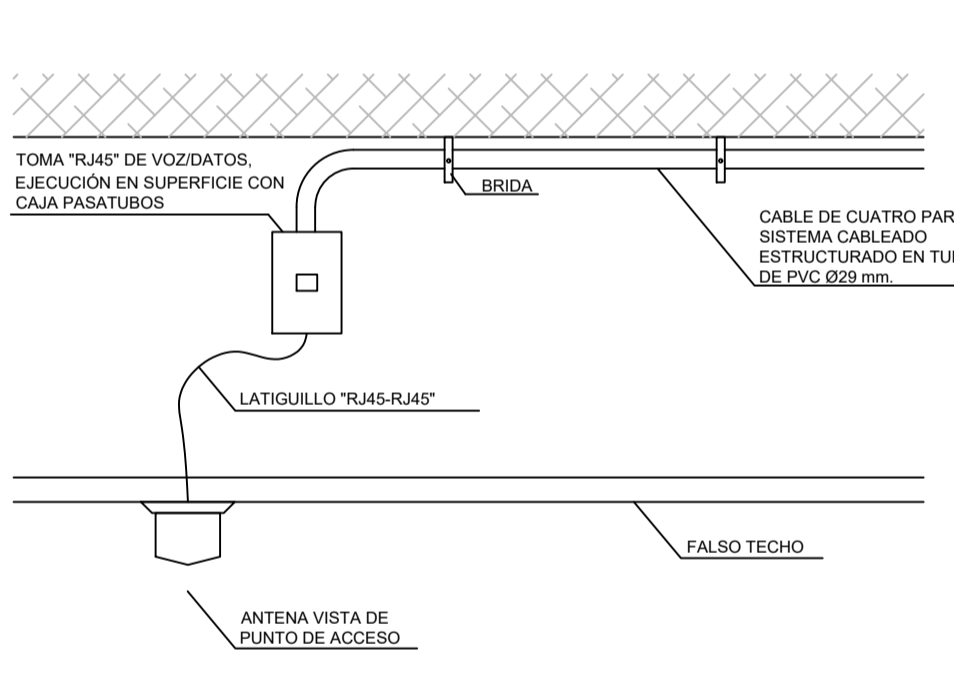 TOMA "RJ45" DE VOZ/DATOS,
EJECUCIÓN EN SUPERFICIE CON
CAJA PASATUBOS
BRIDA
CABLE DE CUATRO PAR
SISTEMA CABLEADO
ESTRUCTURADO EN
DE PVC Ø29 mm.
LATIGUILLO "RJ45-RJ45"
FALSO TECHO
ANTENA VISTA DE
PUNTO DE ACCESO